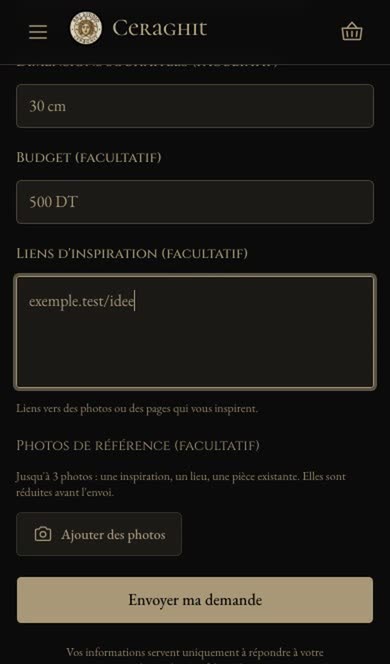 Ceraghit
30 cm
Budget (facultatif)
500 DT
Liens d'inspiration (facultatif)
exemple.test/idee
Liens vers des photos ou des pages qui vous inspirent.
Photos de référence (facultatif)
Jusqu'à 3 photos : une inspiration, un lieu, une pièce existante. Elles sont
réduites avant l'envoi.
Ajouter des photos
Envoyer ma demande
Vos informations servent uniquement à répondre à votre